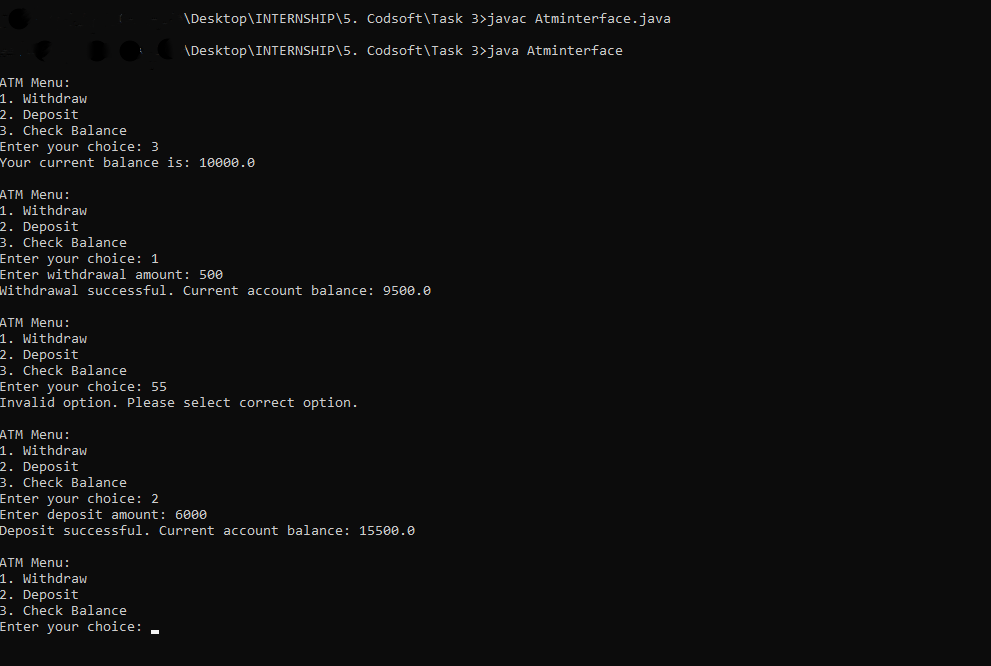 \Desktop\INTERNSHIP\5. Codsoft\Task 3>javac Atminterface.java
\Desktop\INTERNSHIP\5. Codsoft\Task 3>java Atminterface
ATM Menu:
1. Withdraw
2. Deposit
3. Check Balance
Enter your choice: 3
Your current balance is: 10000.0
ATM Menu:
1. Withdraw
2. Deposit
3. Check Balance
Enter your choice: 1
Enter withdrawal amount: 500
Withdrawal successful. Current account balance: 9500.0
ATM Menu:
1. Withdraw
2. Deposit
3. Check Balance
Enter your choice: 55
Invalid option. Please select correct option.
ATM Menu:
1. Withdraw
2. Deposit
3. Check Balance
Enter your choice: 2
Enter deposit amount: 6000
Deposit successful. Current account balance: 15500.0
ATM Menu:
1. Withdraw
2. Deposit
3. Check Balance
Enter your choice: